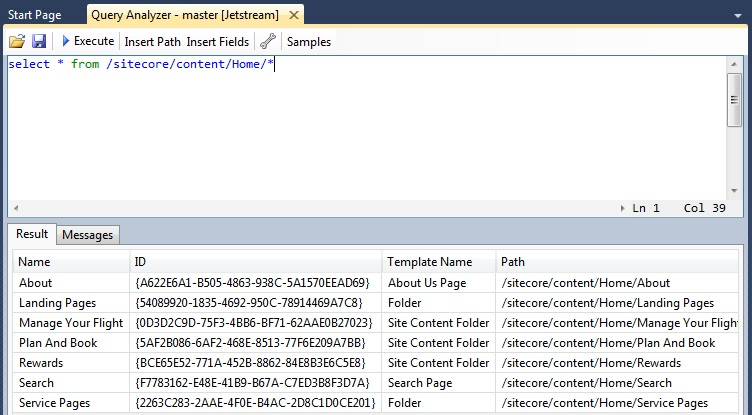 Start Page Query Analyzer - master [Jetstream] ×
Execute Insert Path Insert Fields Samples
select * from /sitecore/content/Home/*
Ln 1 Col 39
Result Messages
Name ID Template Name Path
About {A622E6A1-B505-4863-938C-5A1570EEAD69} About Us Page /sitecore/content/Home/About
Landing Pages {54089920-1835-4692-950C-78914469A7C8} Folder /sitecore/content/Home/Landing Pages
Manage Your Flight {0D3D2C9D-75F3-4BB6-BF71-62AAE0B27023} Site Content Folder /sitecore/content/Home/Manage Your Flight
Plan And Book {5AF2B086-6AF2-468E-8513-77F6E209A7BB} Site Content Folder /sitecore/content/Home/Plan And Book
Rewards {BCE65E52-771A-452B-8862-84E8B3E6C5E8} Site Content Folder /sitecore/content/Home/Rewards
Search {F7783162-E48E-41B9-B67A-C7ED3B8F3D7A} Search Page /sitecore/content/Home/Search
Service Pages {2263C283-2AAE-4F0E-B4AC-2D8C1D0CE201} Folder /sitecore/content/Home/Service Pages